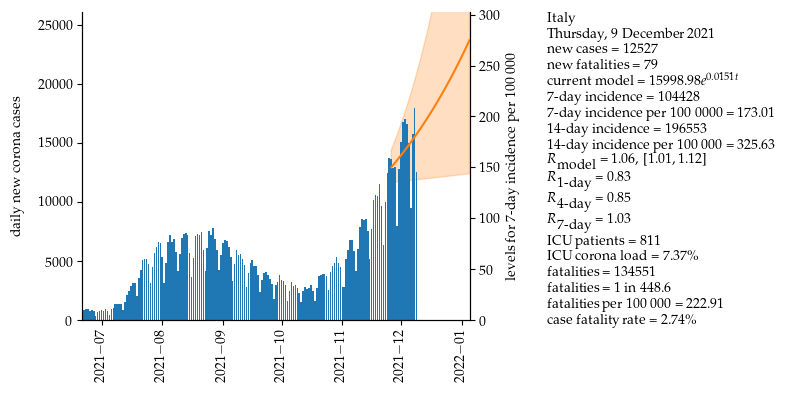 25000
20000
15000
10000
5000
0
daily new corona cases
300
250
200
150
100
50
0
levels for 7-day incidence per 100 000
2021−07
2021−08
2021−09
2021−10
2021−11
2021−12
2022−01
Italy
Thursday, 9 December 2021
new cases = 12527
new fatalities = 79
current model = 15998.98e^0.0151t
7-day incidence = 104428
7-day incidence per 100 0000 = 173.01
14-day incidence = 196553
14-day incidence per 100 000 = 325.63
R model = 1.06, [1.01, 1.12]
R 1-day = 0.83
R 4-day = 0.85
R 7-day = 1.03
ICU patients = 811
ICU corona load = 7.37%
fatalities = 134551
fatalities = 1 in 448.6
fatalities per 100 000 = 222.91
case fatality rate = 2.74%